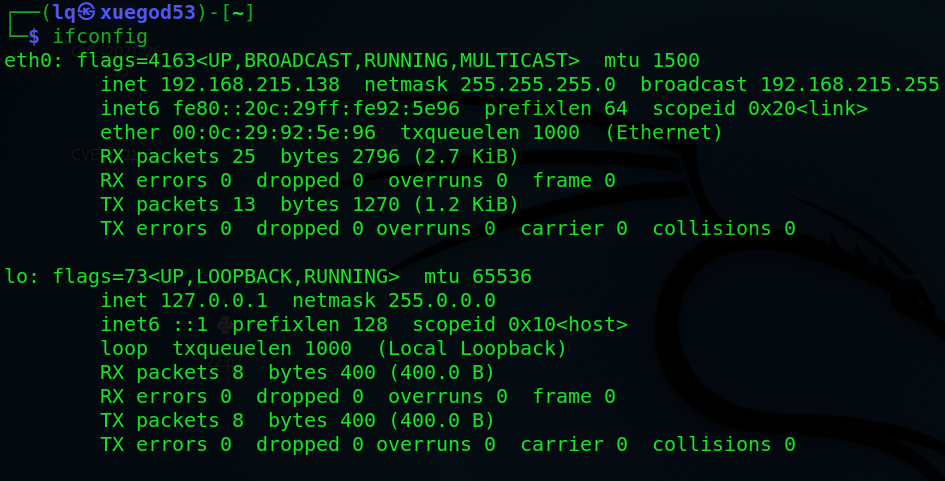 ┌──(lq㉿xuegod53)-[~]
└─$ ifconfig
eth0: flags=4163<UP,BROADCAST,RUNNING,MULTICAST>  mtu 1500
        inet 192.168.215.138  netmask 255.255.255.0  broadcast 192.168.215.255
        inet6 fe80::20c:29ff:fe92:5e96  prefixlen 64  scopeid 0x20<link>
        ether 00:0c:29:92:5e:96  txqueuelen 1000  (Ethernet)
        RX packets 25  bytes 2796 (2.7 KiB)
        RX errors 0  dropped 0  overruns 0  frame 0
        TX packets 13  bytes 1270 (1.2 KiB)
        TX errors 0  dropped 0 overruns 0  carrier 0  collisions 0

lo: flags=73<UP,LOOPBACK,RUNNING>  mtu 65536
        inet 127.0.0.1  netmask 255.0.0.0
        inet6 ::1  prefixlen 128  scopeid 0x10<host>
        loop  txqueuelen 1000  (Local Loopback)
        RX packets 8  bytes 400 (400.0 B)
        RX errors 0  dropped 0  overruns 0  frame 0
        TX packets 8  bytes 400 (400.0 B)
        TX errors 0  dropped 0 overruns 0  carrier 0  collisions 0